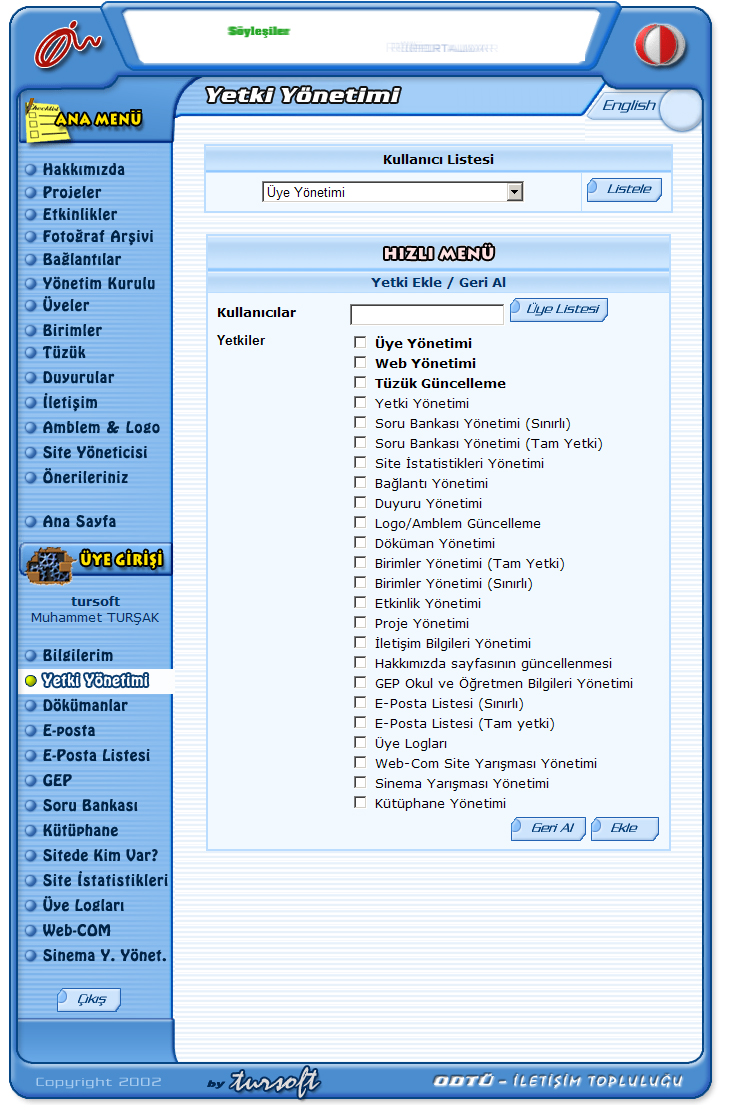 Söyleşiler
Yetki Yönetimi
English
Checklist
ANA MENÜ
Hakkımızda
Projeler
Etkinlikler
Fotoğraf Arşivi
Bağlantılar
Yönetim Kurulu
Üyeler
Birimler
Tüzük
Duyurular
İletişim
Amblem & Logo
Site Yöneticisi
Önerileriniz
Ana Sayfa
ÜYE GİRİŞİ
tursoft
Muhammet TURŞAK
Bilgilerim
Yetki Yönetimi
Dökümanlar
E-posta
E-Posta Listesi
GEP
Soru Bankası
Kütüphane
Sitede Kim Var?
Site İstatistikleri
Üye Logları
Web-COM
Sinema Y. Yönet.
Çıkış
Kullanıcı Listesi
Üye Yönetimi
Listele
HIZLI MENÜ
Yetki Ekle / Geri Al
Kullanıcılar
Üye Listesi
Yetkiler
Üye Yönetimi
Web Yönetimi
Tüzük Güncelleme
Yetki Yönetimi
Soru Bankası Yönetimi (Sınırlı)
Soru Bankası Yönetimi (Tam Yetki)
Site İstatistikleri Yönetimi
Bağlantı Yönetimi
Duyuru Yönetimi
Logo/Amblem Güncelleme
Döküman Yönetimi
Birimler Yönetimi (Tam Yetki)
Birimler Yönetimi (Sınırlı)
Etkinlik Yönetimi
Proje Yönetimi
İletişim Bilgileri Yönetimi
Hakkımızda sayfasının güncellenmesi
GEP Okul ve Öğretmen Bilgileri Yönetimi
E-Posta Listesi (Sınırlı)
E-Posta Listesi (Tam yetki)
Üye Logları
Web-Com Site Yarışması Yönetimi
Sinema Yarışması Yönetimi
Kütüphane Yönetimi
Geri Al
Ekle
Copyright 2002
by tursoft
ODTÜ - İLETİŞİM TOPLULUĞU